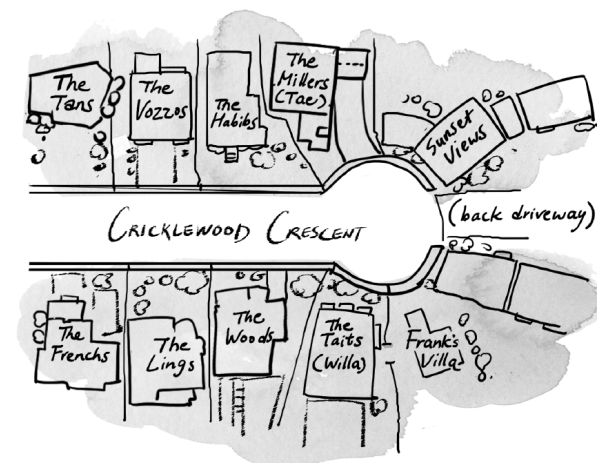 The
Tans
The
Vozzos
The
Habibs
The
Millers
(Tae)
Sunset
Views
CRICKLEWOOD CRESCENT
(back driveway)
The
Frenchs
The
Lings
The
Woods
The
Taits
(Willa)
Frank's
Villa